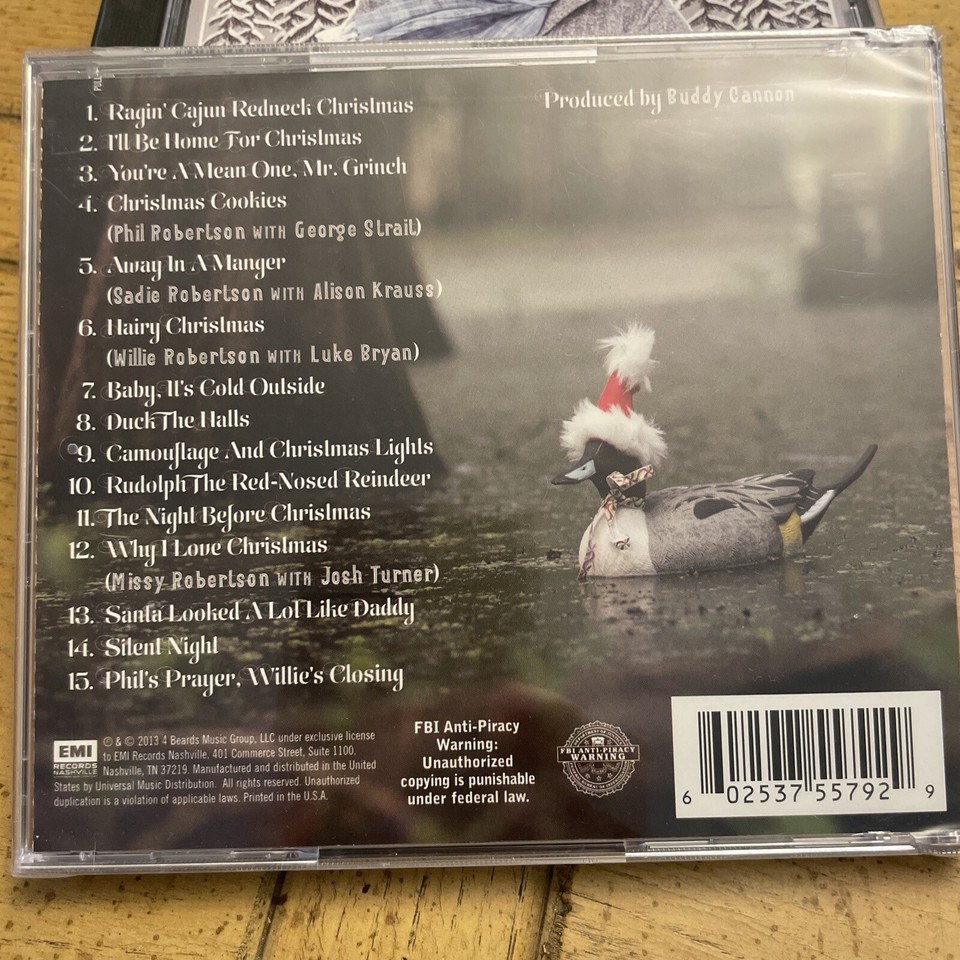 1. Ragin' Cajun Redneck Christmas
2. I'll Be Home For Christmas
3. You're A Mean One, Mr. Grinch
4. Christmas Cookies
(Phil Robertson WITH George Strait)
5. Away In A Manger
(Sadie Robertson WITH Alison Krauss)
6. Hairy Christmas
(Willie Robertson WITH Luke Bryan)
7. Baby, It's Cold Outside
8. Duck The Halls
9. Camouflage And Christmas Lights
10. Rudolph The Red-Nosed Reindeer
11. The Night Before Christmas
12. Why I Love Christmas
(Missy Robertson WITH Josh Turner)
13. Santa Looked A Lot Like Daddy
14. Silent Night
15. Phil's Prayer, Willie's Closing
Produced by Buddy Cannon
EMI
RECORDS
NASHVILLE
℗ & © 2013 4 Beards Music Group, LLC under exclusive license
to EMI Records Nashville, 401 Commerce Street, Suite 1100,
Nashville, TN 37219. Manufactured and distributed in the United
States by Universal Music Distribution. All rights reserved. Unauthorized
duplication is a violation of applicable laws. Printed in the U.S.A.
FBI Anti-Piracy
Warning:
Unauthorized
copying is punishable
under federal law.
FBI ANTI-PIRACY
WARNING
6 02537 55792 9